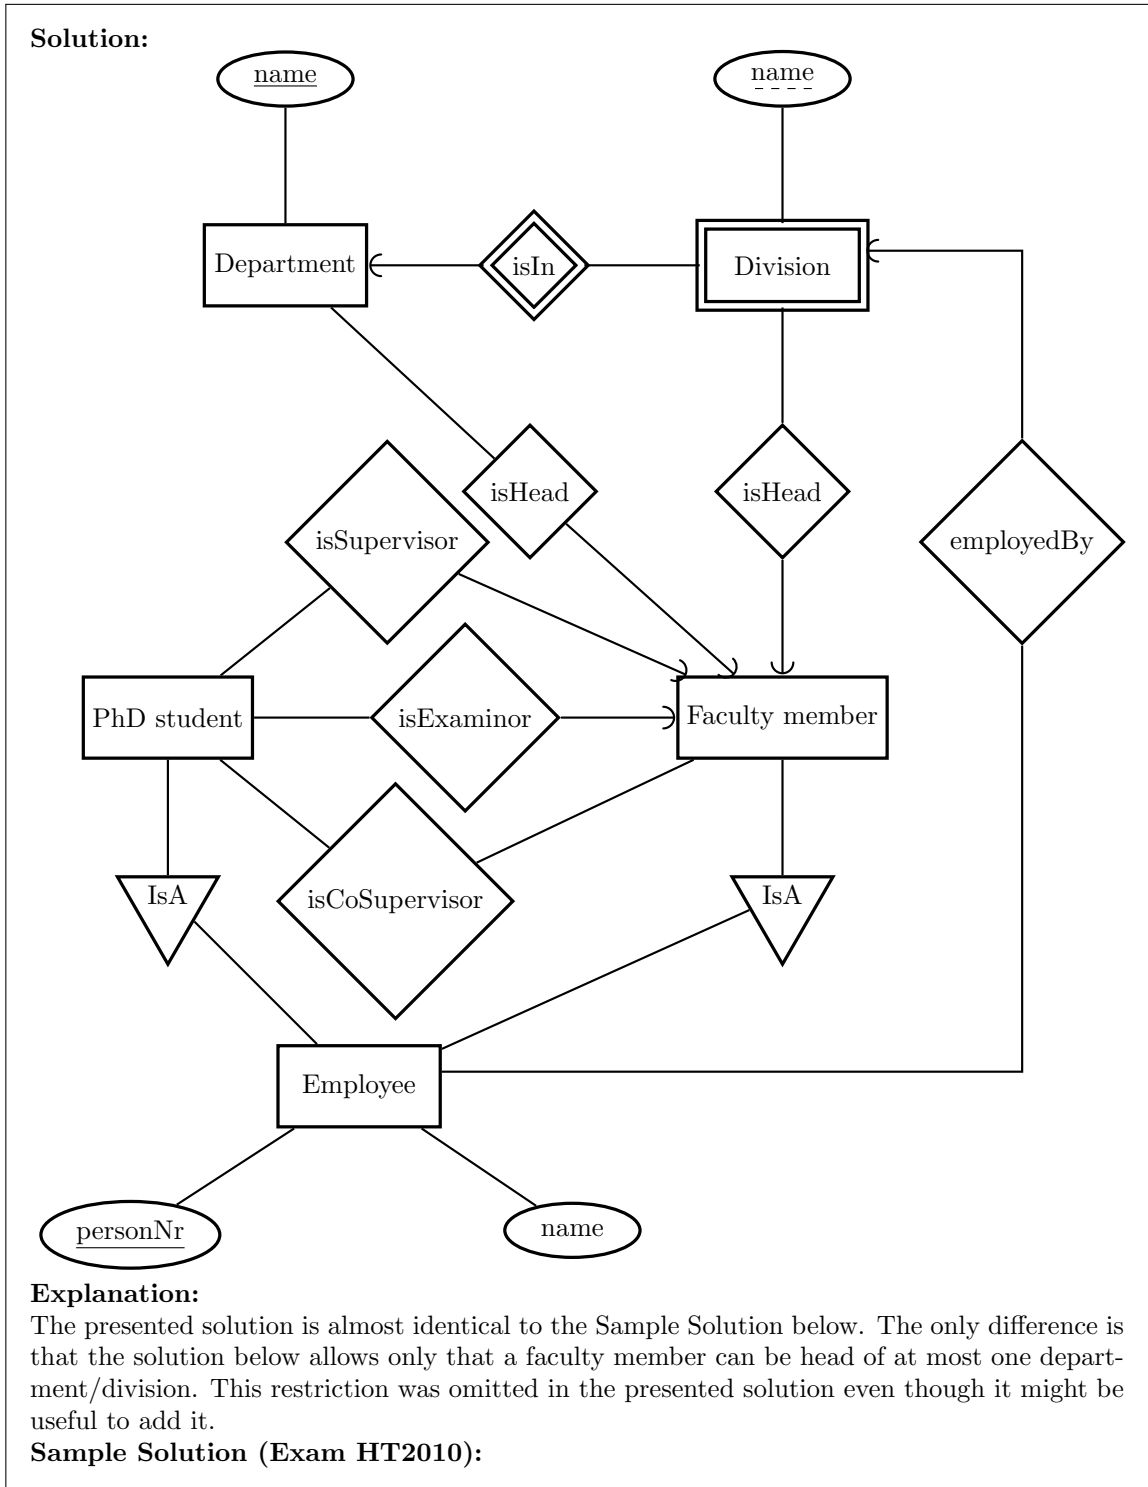 Solution:
name
name
Department
isIn
Division
isHead
isHead
isSupervisor
employedBy
PhD student
isExaminor
Faculty member
IsA
isCoSupervisor
IsA
Employee
personNr
name
Explanation:
The presented solution is almost identical to the Sample Solution below. The only difference is
that the solution below allows only that a faculty member can be head of at most one depart-
ment/division. This restriction was omitted in the presented solution even though it might be
useful to add it.
Sample Solution (Exam HT2010):